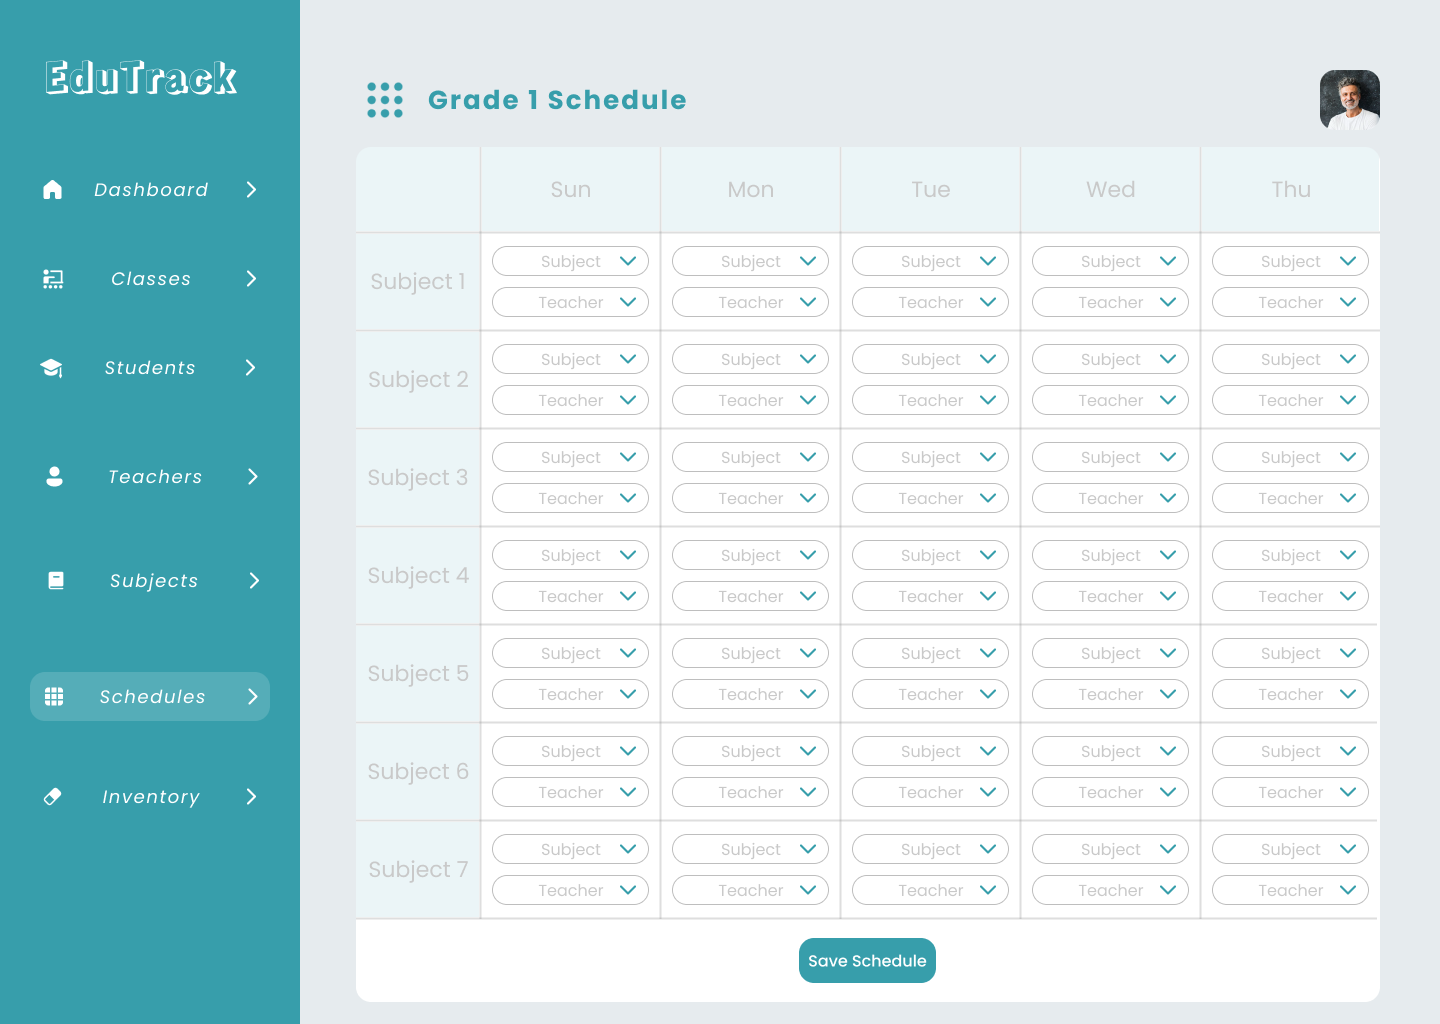 EduTrack
Dashboard
Classes
Students
Teachers
Subjects
Schedules
Inventory
Grade 1 Schedule
Sun Mon Tue Wed Thu
Subject 1
Subject Subject Subject Subject Subject
Teacher Teacher Teacher Teacher Teacher
Subject 2
Subject Subject Subject Subject Subject
Teacher Teacher Teacher Teacher Teacher
Subject 3
Subject Subject Subject Subject Subject
Teacher Teacher Teacher Teacher Teacher
Subject 4
Subject Subject Subject Subject Subject
Teacher Teacher Teacher Teacher Teacher
Subject 5
Subject Subject Subject Subject Subject
Teacher Teacher Teacher Teacher Teacher
Subject 6
Subject Subject Subject Subject Subject
Teacher Teacher Teacher Teacher Teacher
Subject 7
Subject Subject Subject Subject Subject
Teacher Teacher Teacher Teacher Teacher
Save Schedule